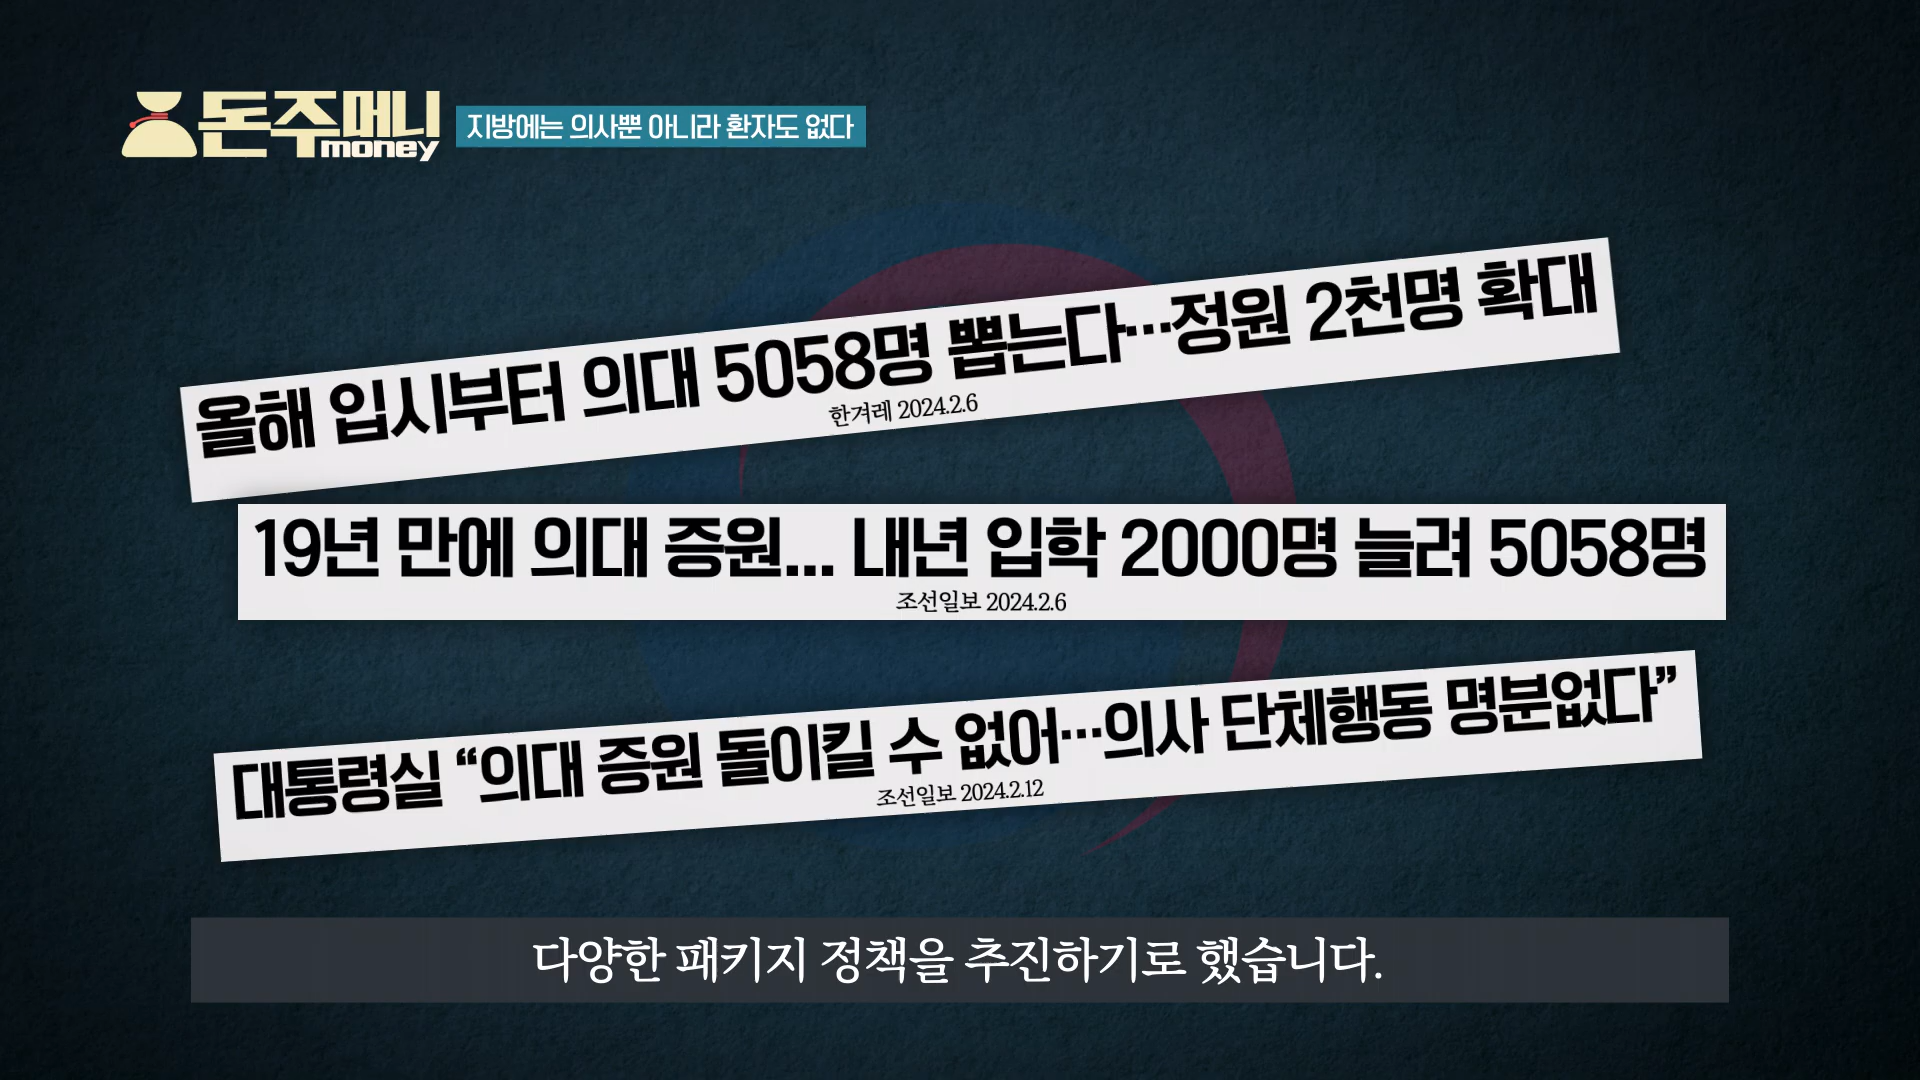 돈주머니
money
지방에는 의사뿐 아니라 환자도 없다
올해 입시부터 의대 5058명 뽑는다…정원 2천명 확대
한겨레 2024.2.6
19년 만에 의대 증원... 내년 입학 2000명 늘려 5058명
조선일보 2024.2.6
대통령실 “의대 증원 돌이킬 수 없어…의사 단체행동 명분없다”
조선일보 2024.2.12
다양한 패키지 정책을 추진하기로 했습니다.